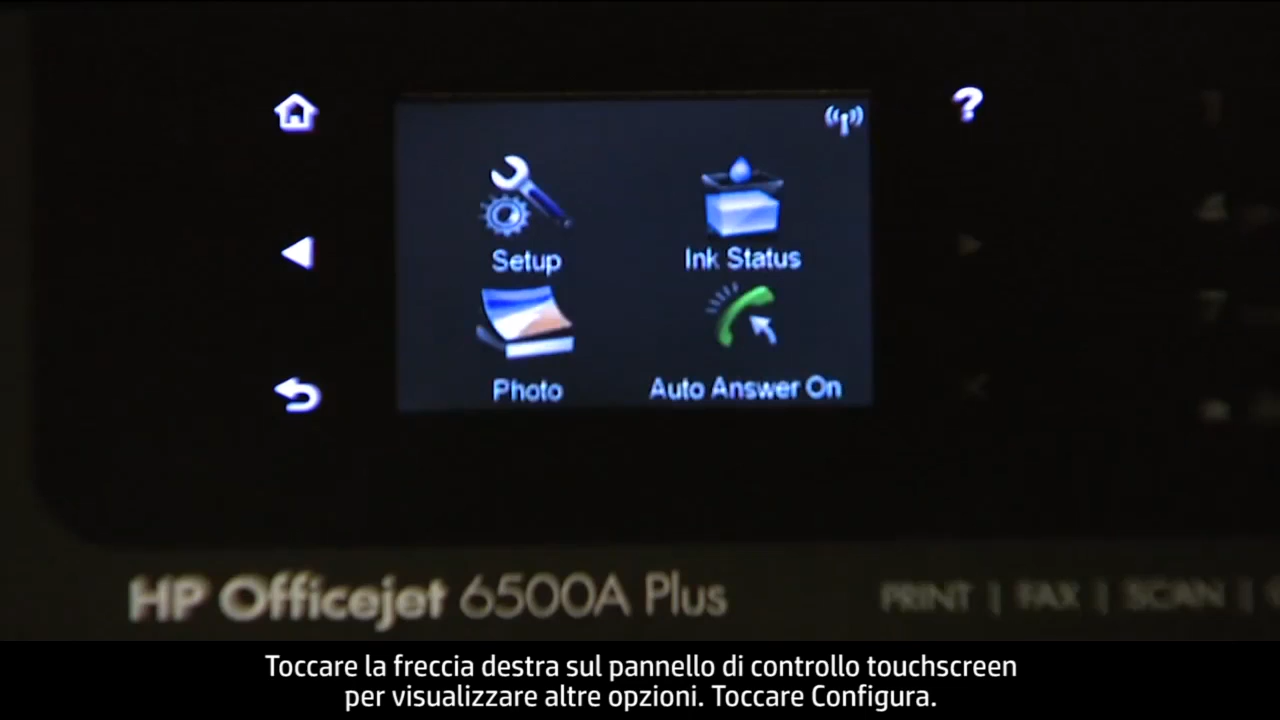 ?
Setup
Ink Status
Photo
Auto Answer On
HP Officejet 6500A Plus
PRINT | FAX | SCAN |
Toccare la freccia destra sul pannello di controllo touchscreen
per visualizzare altre opzioni. Toccare Configura.